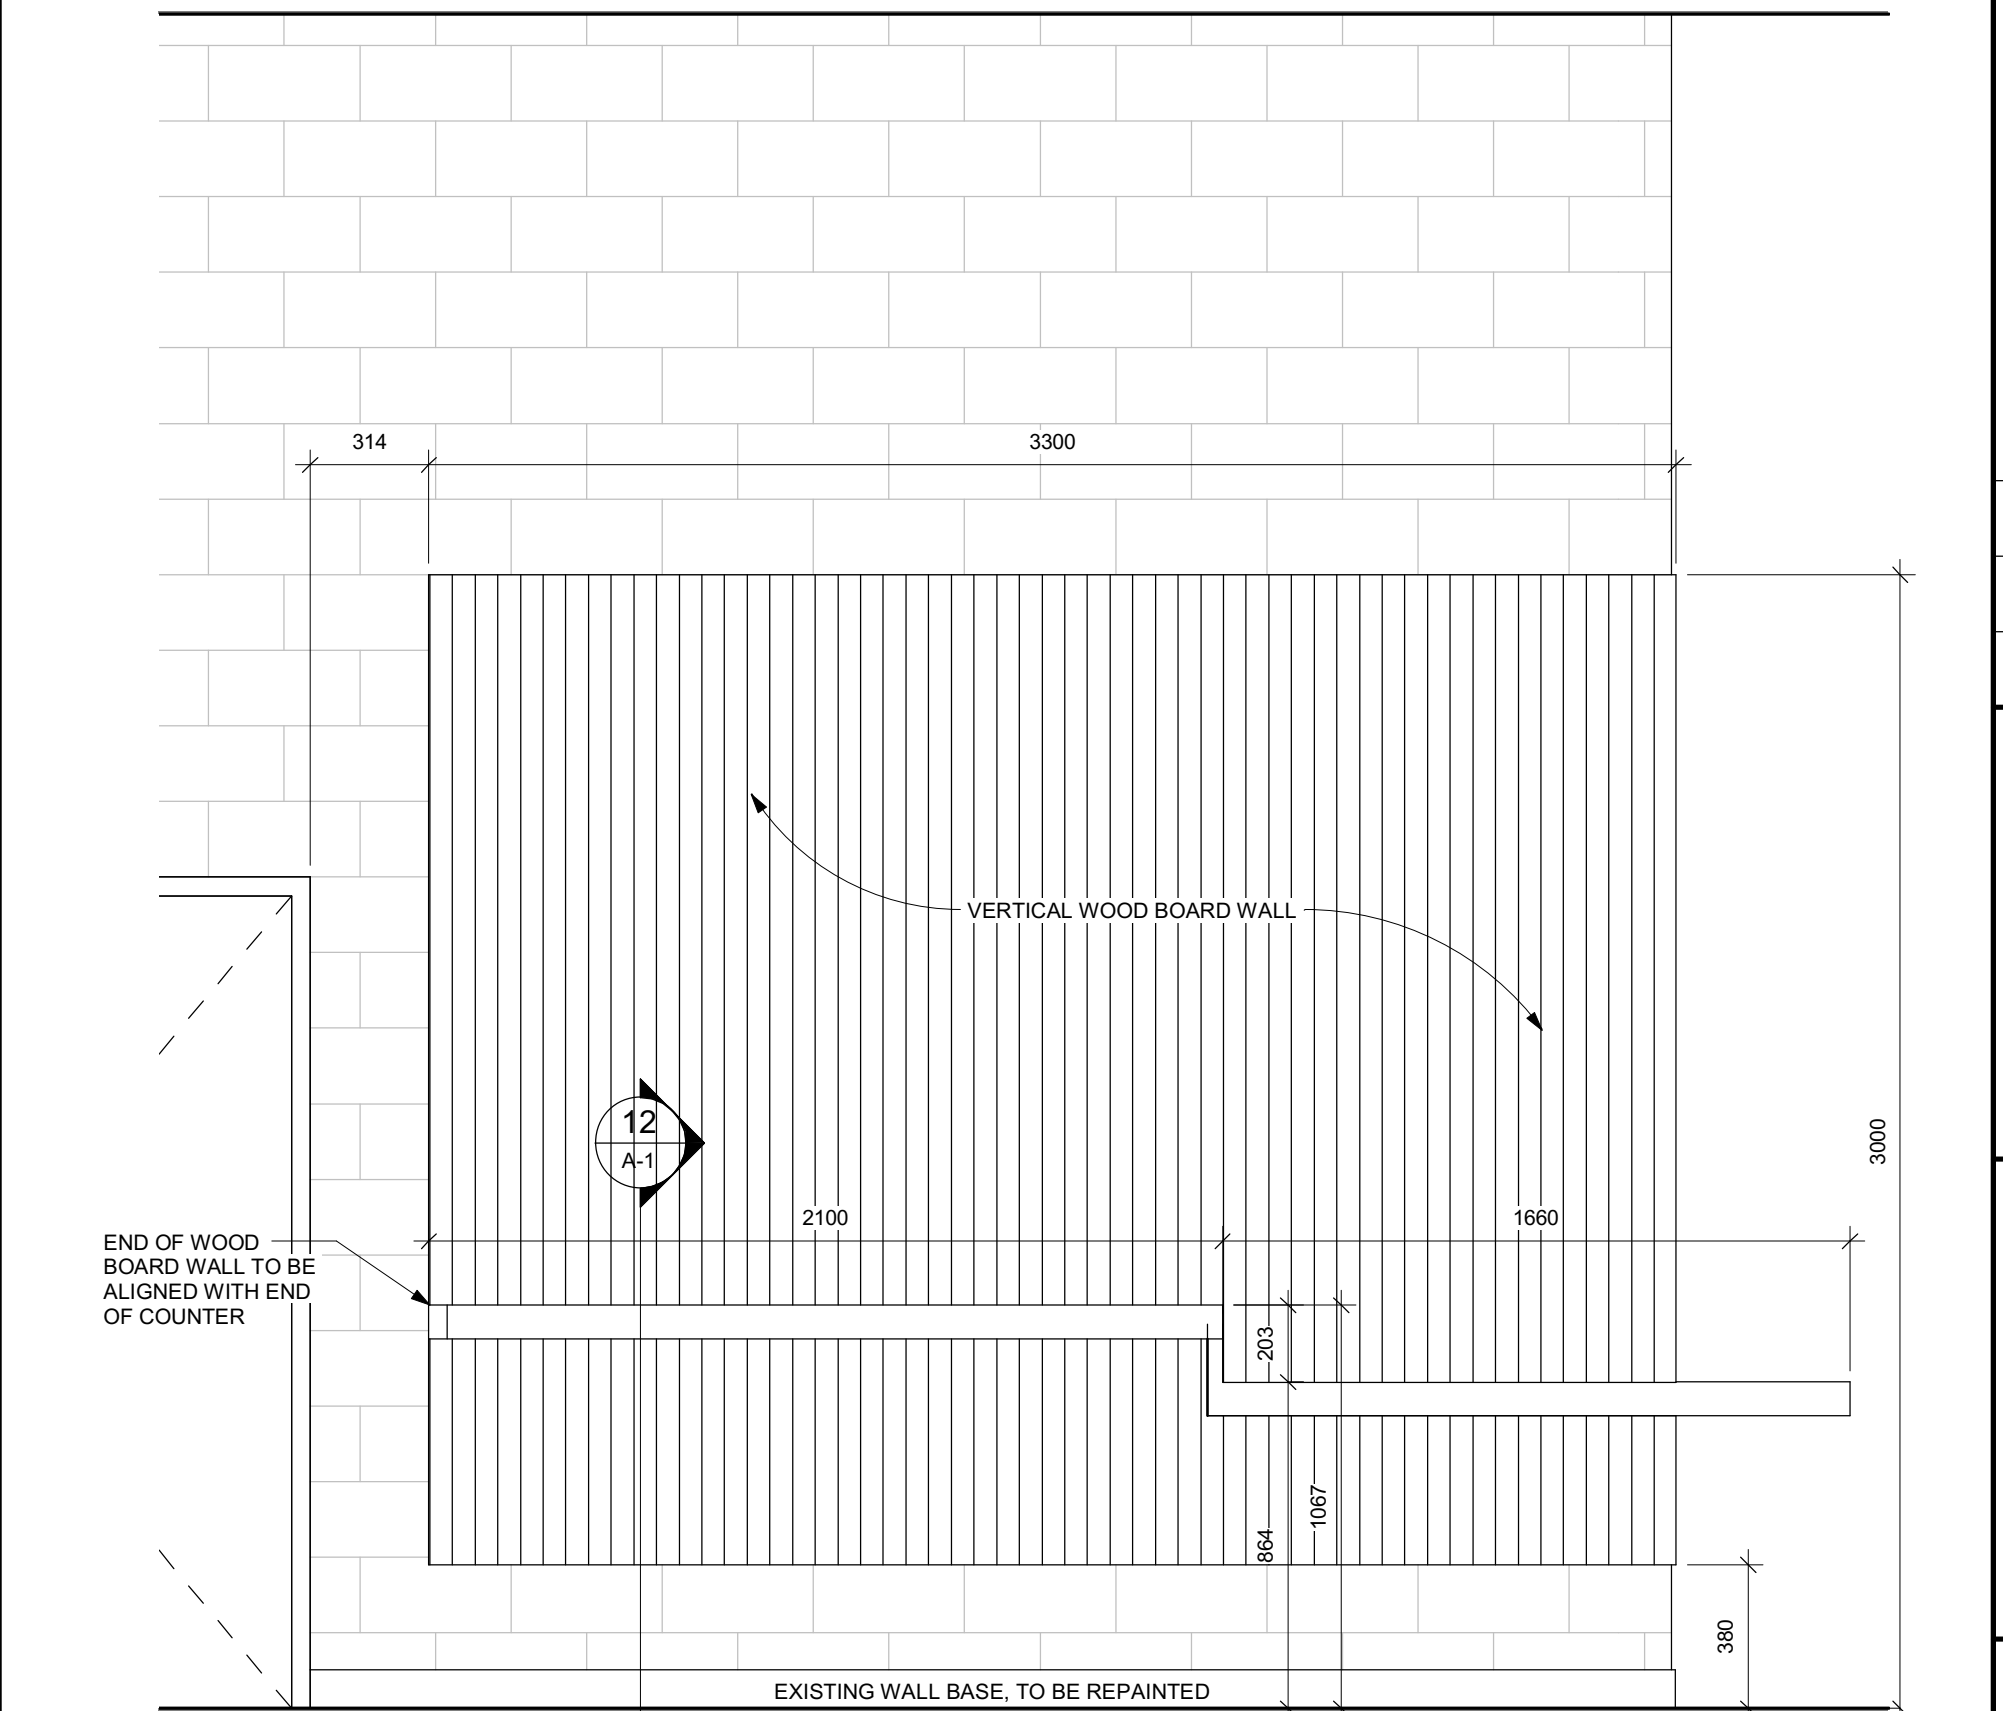 314
3300
VERTICAL WOOD BOARD WALL
12
A-1
3000
2100
1660
END OF WOOD
BOARD WALL TO BE
ALIGNED WITH END
OF COUNTER
203
864
1067
380
EXISTING WALL BASE, TO BE REPAINTED